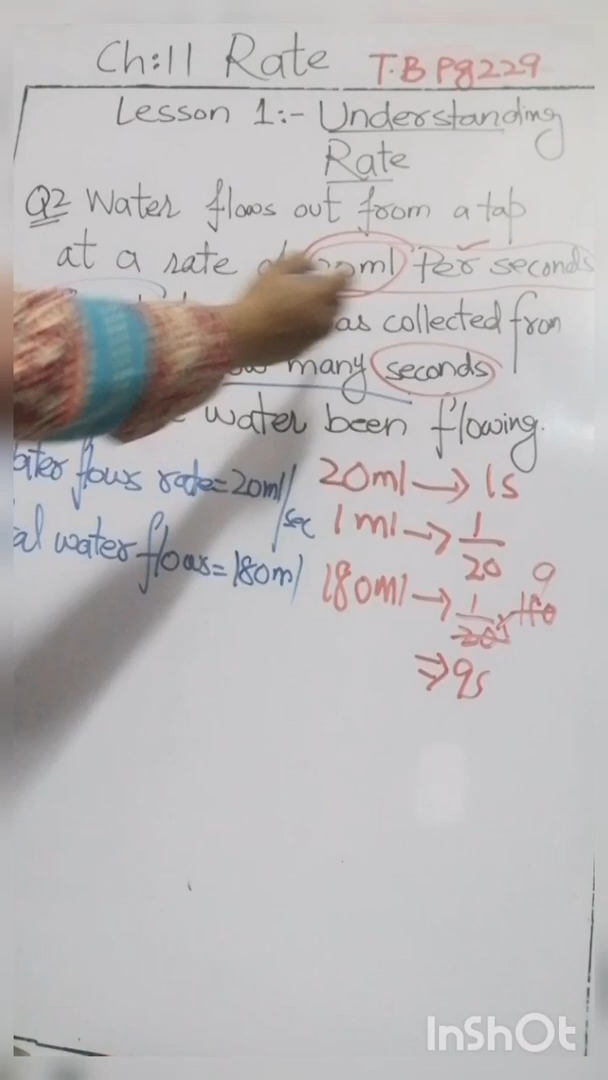 Ch:11 Rate T.B Pg229
Lesson 1:- Understanding
Rate
Q2 Water flows out from a tap
at a rate ml Per seconds
as collected from
many seconds
water been flowing.
ater flows rate=20ml/sec
al water flows=180ml
20ml → 1s
1ml → 1/20
180ml → 1/20 × 180 9
⇒ 9s
InShOt